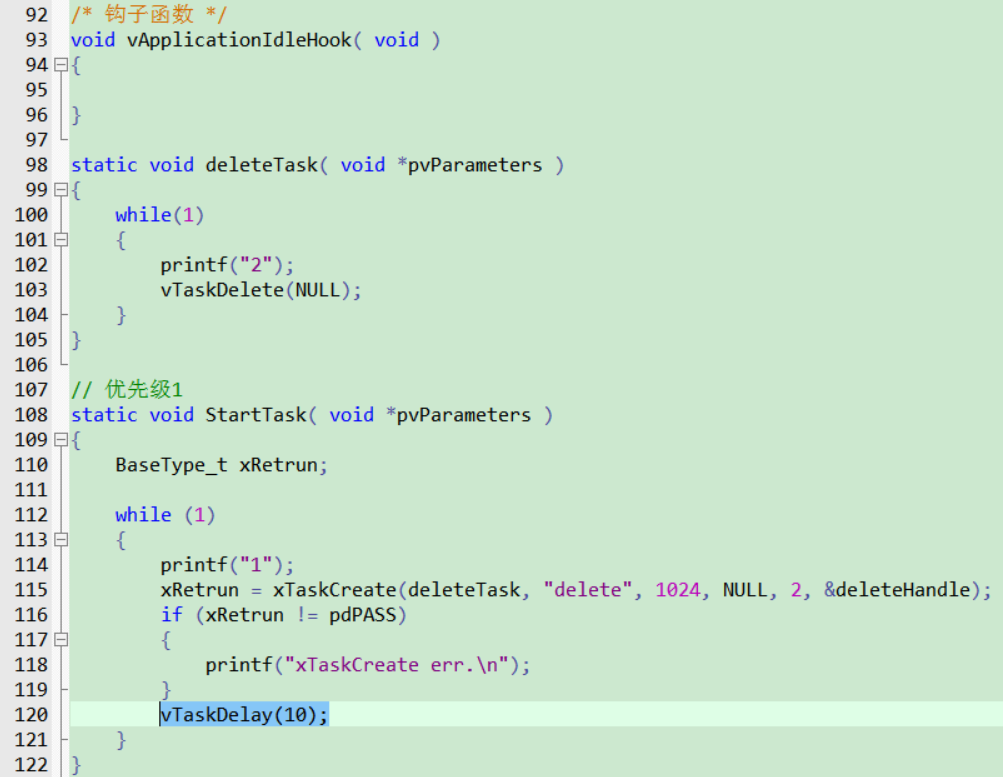 92 /* 钩子函数 */
93 void vApplicationIdleHook( void )
94 {
95
96 }
97
98 static void deleteTask( void *pvParameters )
99 {
100     while(1)
101     {
102         printf("2");
103         vTaskDelete(NULL);
104     }
105 }
106
107 // 优先级1
108 static void StartTask( void *pvParameters )
109 {
110     BaseType_t xRetrun;
111
112     while (1)
113     {
114         printf("1");
115         xRetrun = xTaskCreate(deleteTask, "delete", 1024, NULL, 2, &deleteHandle);
116         if (xRetrun != pdPASS)
117         {
118             printf("xTaskCreate err.\n");
119         }
120         vTaskDelay(10);
121     }
122 }